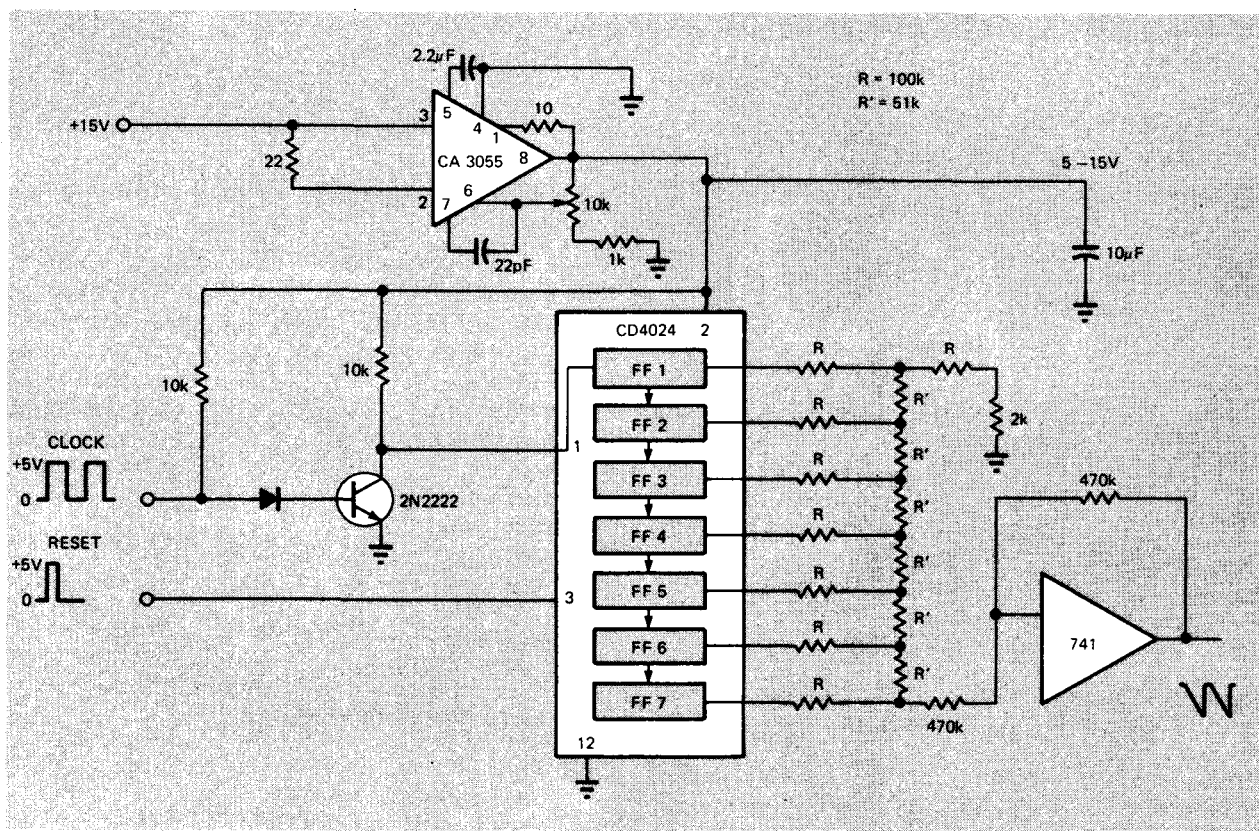 2.2µF
R = 100k
R' = 51k
+15V
3
5
4
1
10
22
CA 3055
8
5 –15V
2
6
7
10k
22pF
1k
10µF
CD4024 2
10k
10k
FF 1
R
R
R'
FF 2
R
2k
R'
CLOCK
1
+5V
0
2N2222
FF 3
R
R'
470k
FF 4
R
R'
RESET
+5V
0
3
FF 5
R
R'
FF 6
R
741
R'
FF 7
R
470k
12